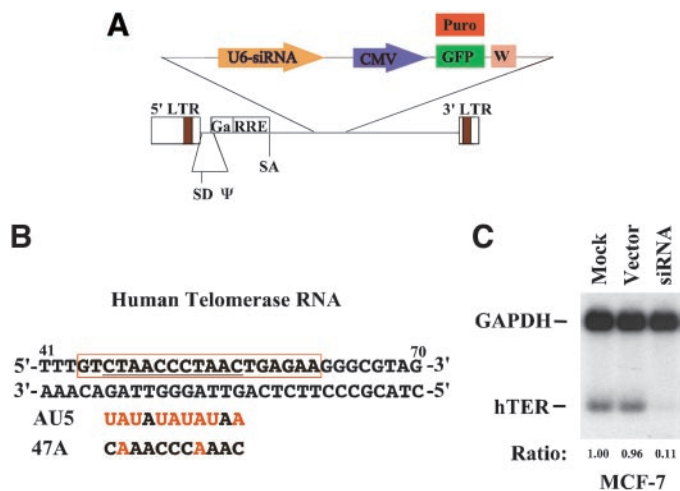 A
Puro
U6-siRNA CMV GFP W
5' LTR 3' LTR
Ga RRE
SA
SD Ψ
B
Human Telomerase RNA
41 70
5'-TTTGTCTAACCCTAACTGAGAAGGGCGTAG-3'
3'-AAACAGATTGGGATTGACTCTTCCCGCATC-5'
AU5 UAUAUAUAUAA
47A CAAACCCAAAC
C
Mock Vector siRNA
GAPDH
hTER
Ratio: 1.00 0.96 0.11
MCF-7